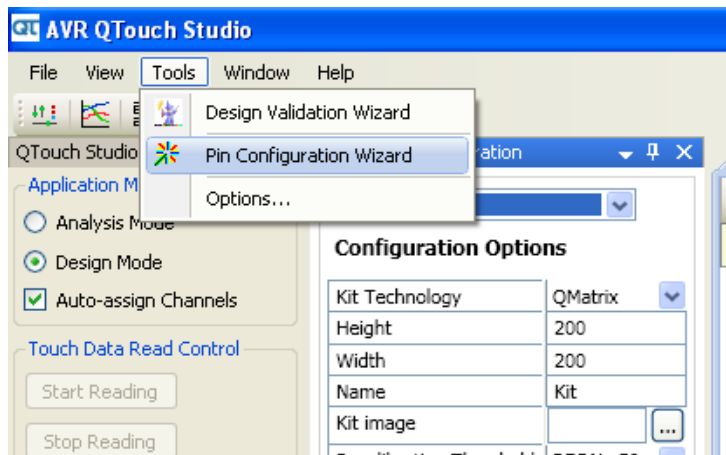 QT AVR QTouch Studio
File View Tools Window Help
Design Validation Wizard
QTouch Studio
Pin Configuration Wizard
ration
Application M
Options...
Analysis Mode
Configuration Options
Design Mode
Auto-assign Channels
Kit Technology QMatrix
Height 200
Touch Data Read Control
Width 200
Start Reading
Name Kit
Kit image ...
Stop Reading